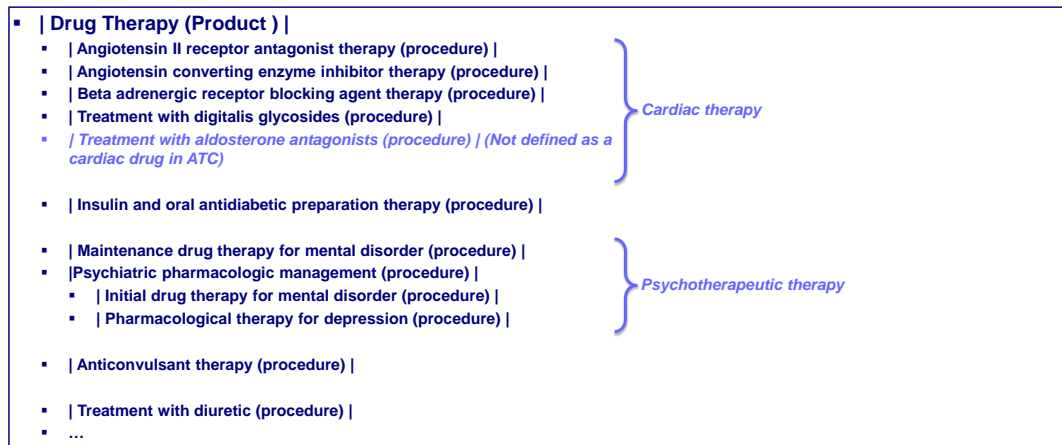 ▪ | Drug Therapy (Product ) |
▪ | Angiotensin II receptor antagonist therapy (procedure) |
▪ | Angiotensin converting enzyme inhibitor therapy (procedure) |
▪ | Beta adrenergic receptor blocking agent therapy (procedure) |
▪ | Treatment with digitalis glycosides (procedure) |
▪ | Treatment with aldosterone antagonists (procedure) | (Not defined as a
cardiac drug in ATC)
Cardiac therapy
▪ | Insulin and oral antidiabetic preparation therapy (procedure) |
▪ | Maintenance drug therapy for mental disorder (procedure) |
▪ |Psychiatric pharmacologic management (procedure) |
▪ | Initial drug therapy for mental disorder (procedure) |
▪ | Pharmacological therapy for depression (procedure) |
Psychotherapeutic therapy
▪ | Anticonvulsant therapy (procedure) |
▪ | Treatment with diuretic (procedure) |
▪ …